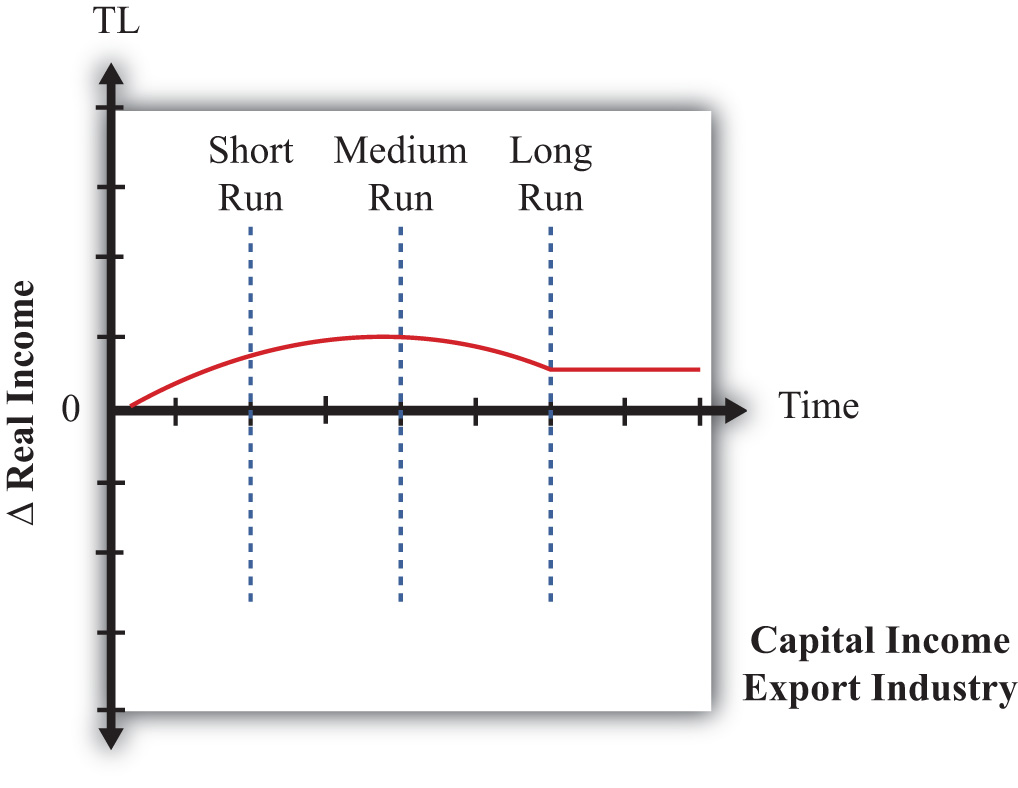 TL
Short
Run
Medium
Run
Long
Run
Δ Real Income
0
Time
Capital Income
Export Industry